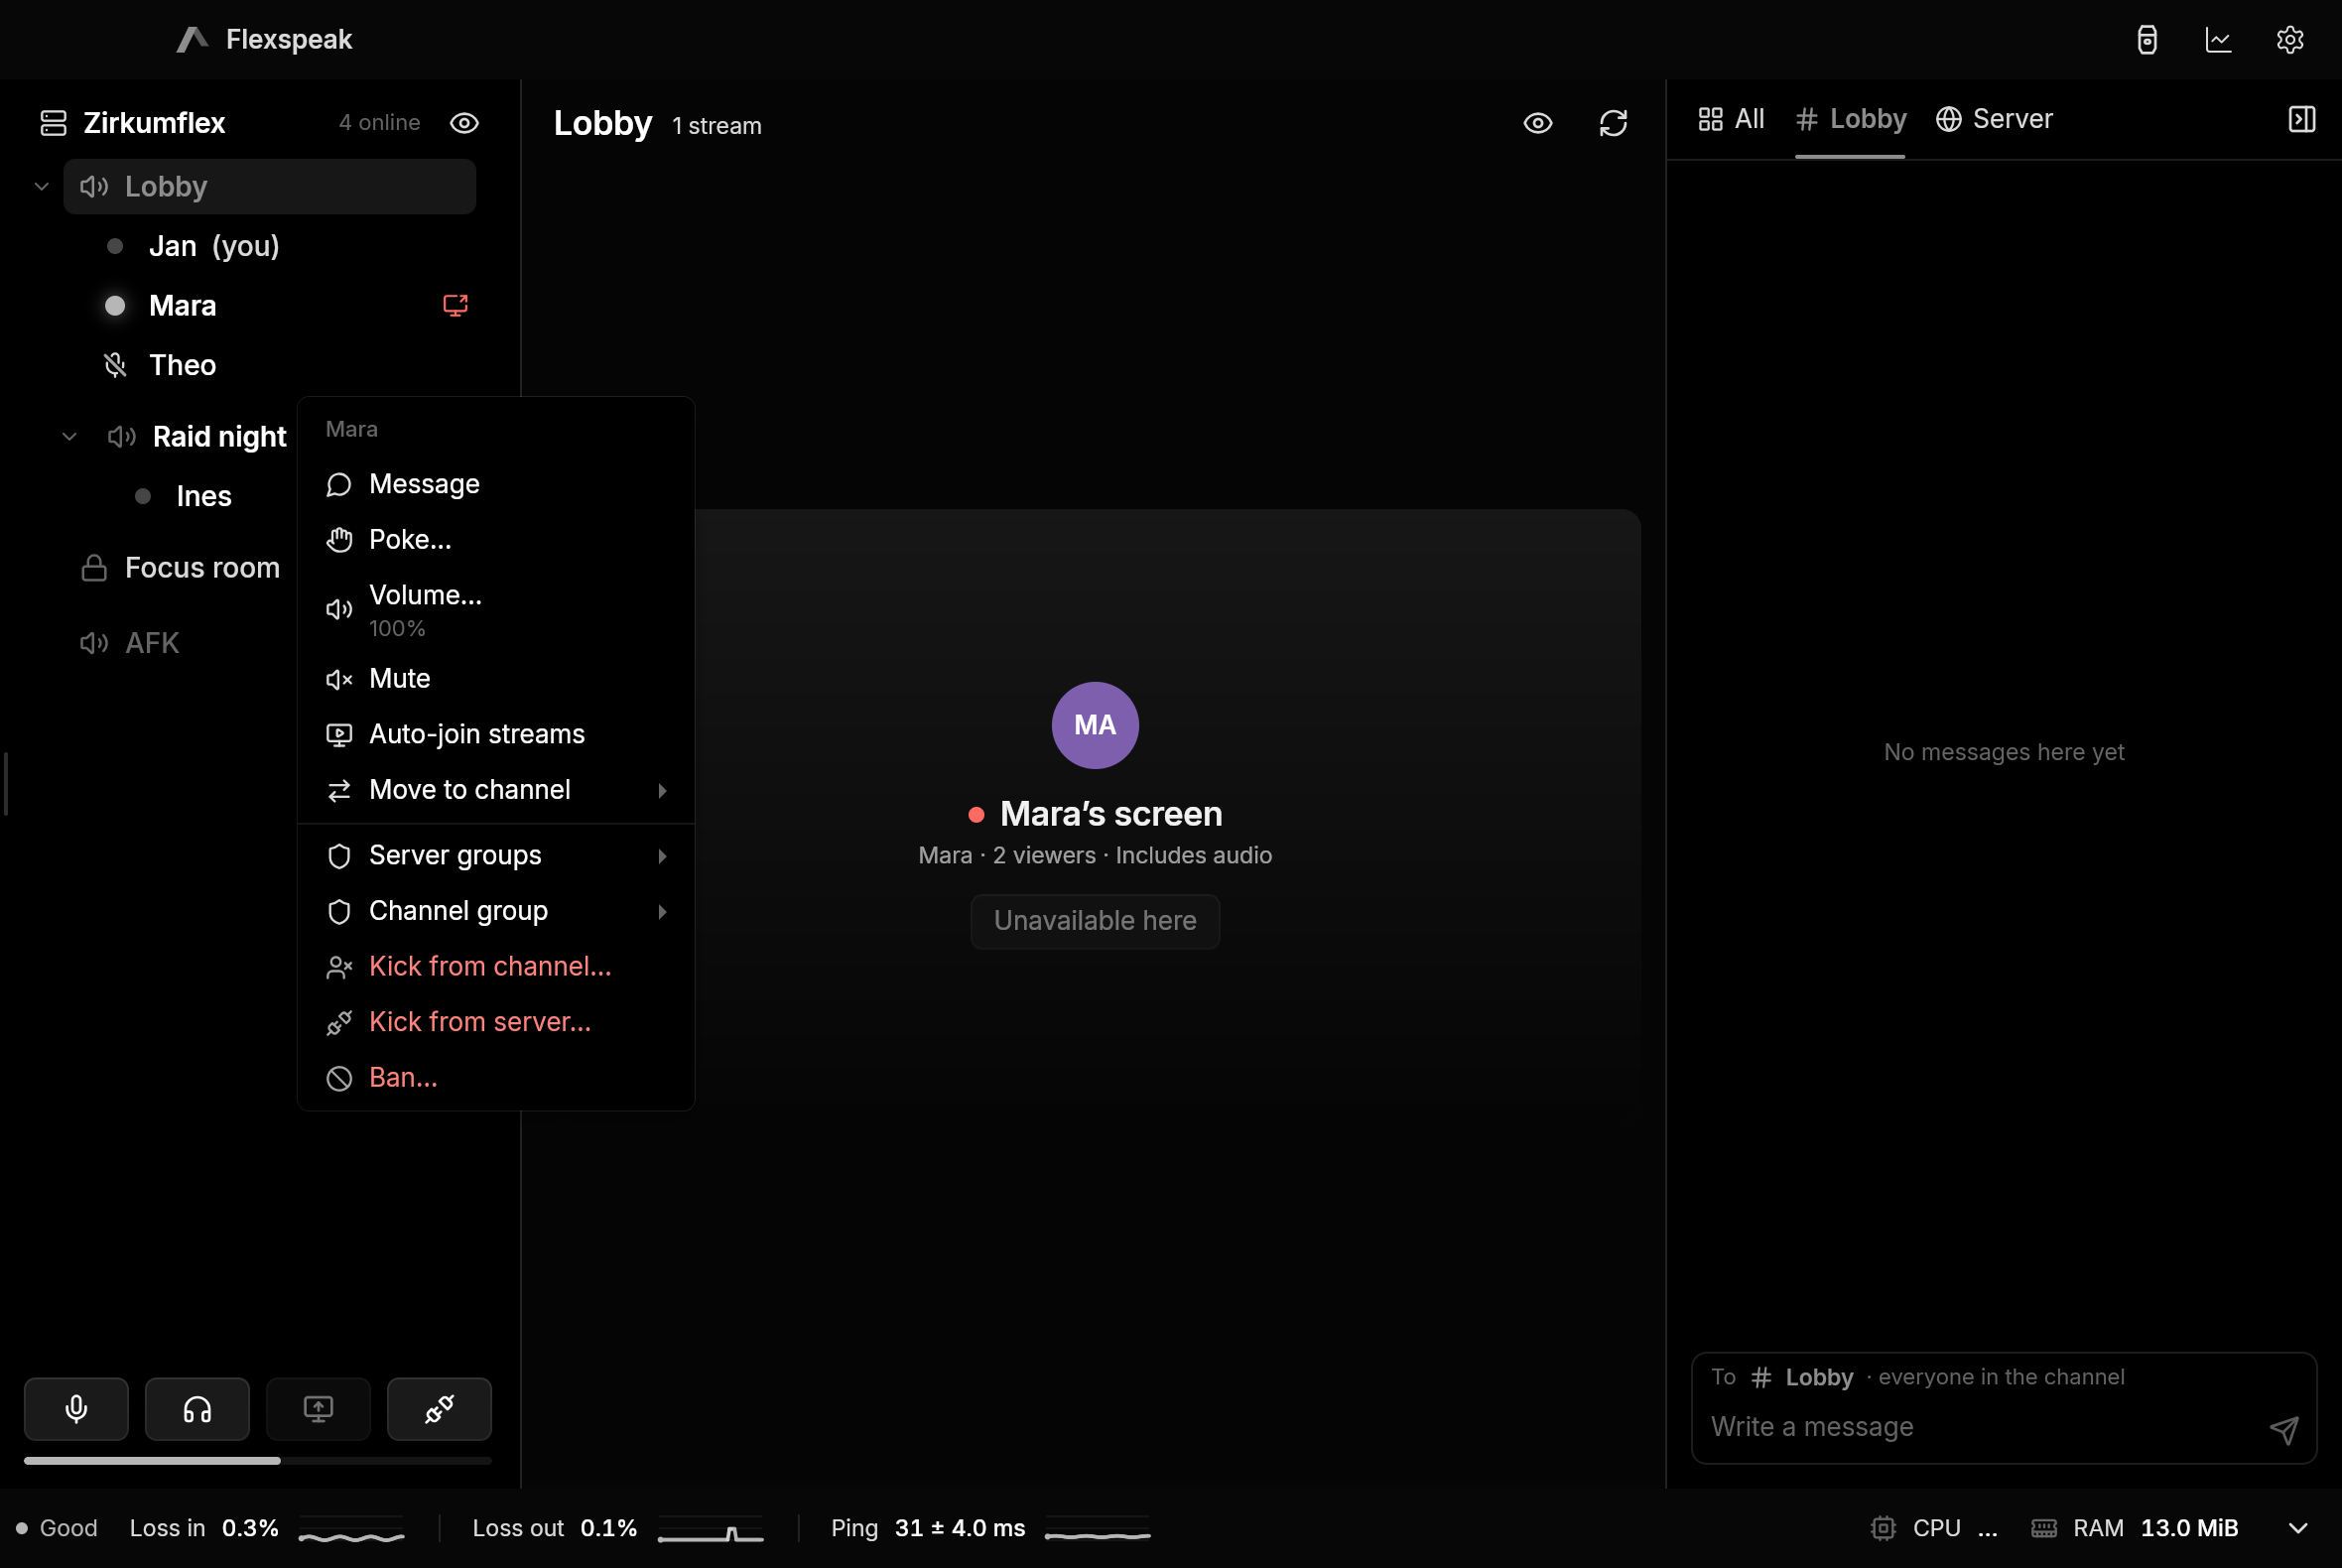 Flexspeak
Zirkumflex
4 online
Lobby
Jan (you)
Mara
Theo
Raid night
Ines
Focus room
AFK
Mara
Message
Poke...
Volume...
100%
Mute
Auto-join streams
Move to channel
Server groups
Channel group
Kick from channel...
Kick from server...
Ban...
Lobby 1 stream
MA
Mara’s screen
Mara · 2 viewers · Includes audio
Unavailable here
All
Lobby
Server
No messages here yet
To # Lobby · everyone in the channel
Write a message
Good
Loss in 0.3%
Loss out 0.1%
Ping 31 ± 4.0 ms
CPU ...
RAM 13.0 MiB